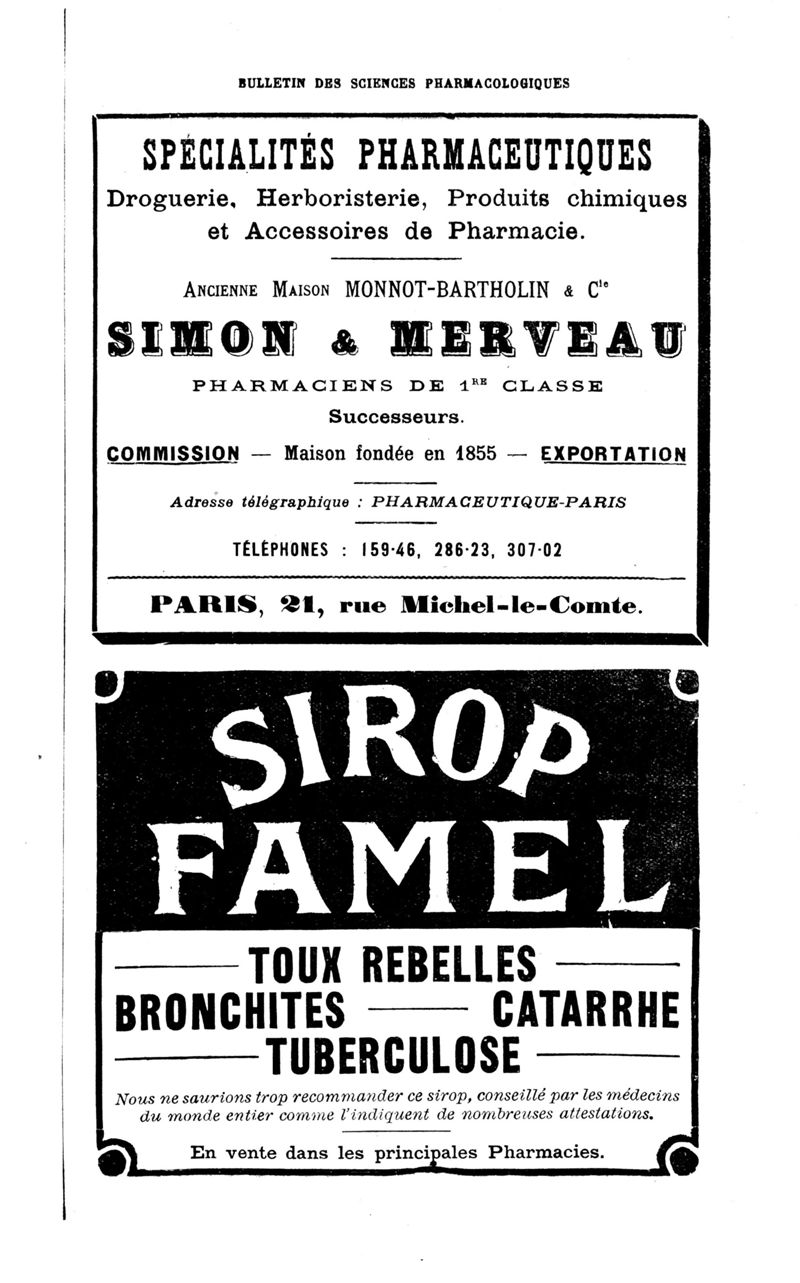 BULLETIN DES SCIENCES PHARMACOLOGIQUES
SPÉCIALITÉS PHARMACEUTIQUES
Droguerie, Herboristerie, Produits chimiques
et Accessoires de Pharmacie.
ANCIENNE MAISON MONNOT-BARTHOLIN & Cie
SIMON & MERVEAU
PHARMACIENS DE 1RE CLASSE
Successeurs.
COMMISSION — Maison fondée en 1855 — EXPORTATION
Adresse télégraphique : PHARMACEUTIQUE-PARIS
TÉLÉPHONES : 159-46, 286-23, 307-02
PARIS, 21, rue Michel-le-Comte.
SIROP
FAMEL
TOUX REBELLES
BRONCHITES — CATARRHE
TUBERCULOSE
Nous ne saurions trop recommander ce sirop, conseillé par les médecins
du monde entier comme l'indiquent de nombreuses attestations.
En vente dans les principales Pharmacies.